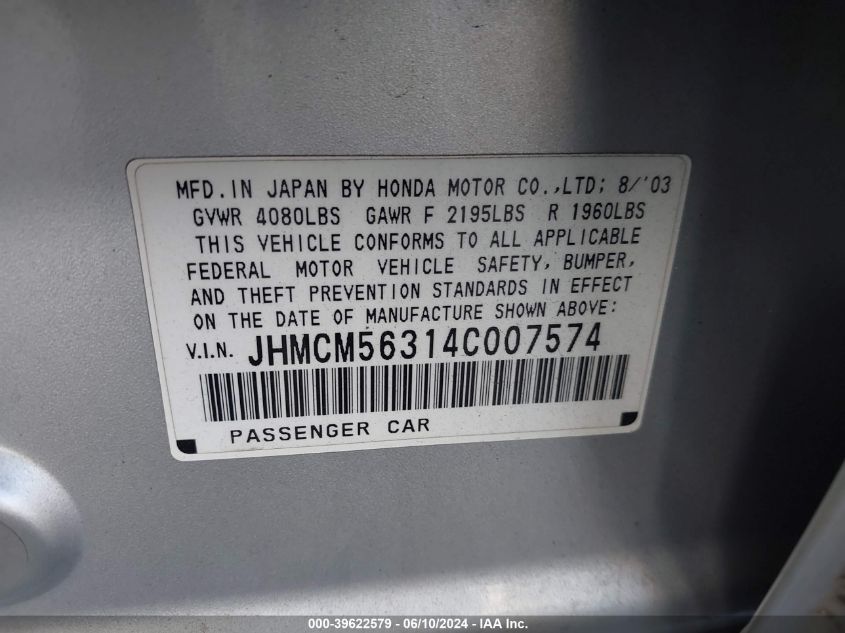 MFD.IN JAPAN BY HONDA MOTOR CO.,LTD; 8/'03
GVWR 4080LBS GAWR F 2195LBS R 1960LBS
THIS VEHICLE CONFORMS TO ALL APPLICABLE
FEDERAL MOTOR VEHICLE SAFETY, BUMPER,
AND THEFT PREVENTION STANDARDS IN EFFECT
ON THE DATE OF MANUFACTURE SHOWN ABOVE:
V.I.N. JHMCM56314C007574
PASSENGER CAR
000-39622579 - 06/10/2024 - IAA Inc.